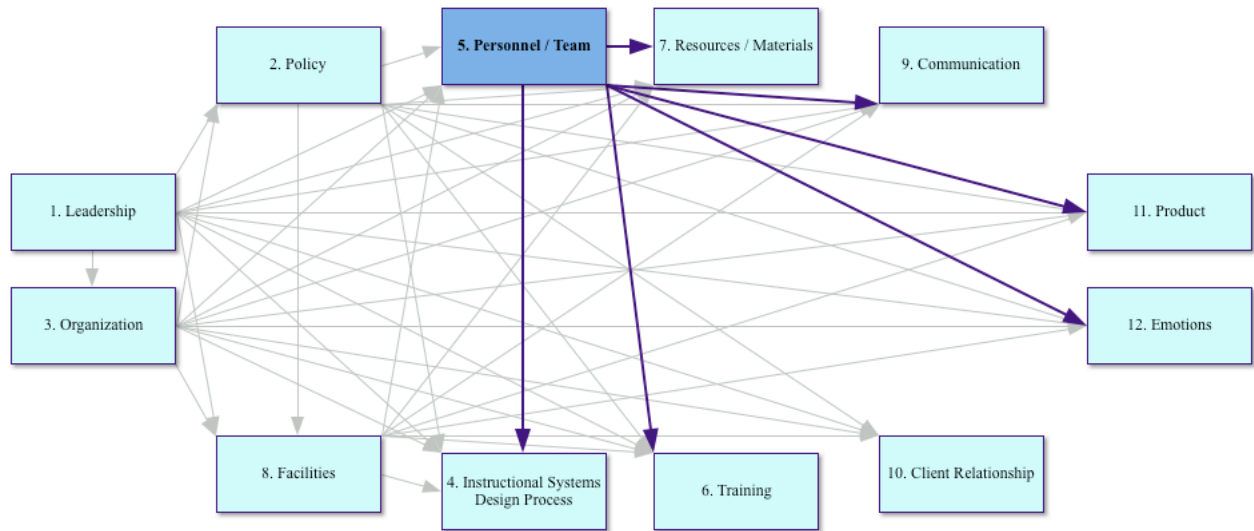 5. Personnel / Team
7. Resources / Materials
2. Policy
9. Communication
1. Leadership
11. Product
3. Organization
12. Emotions
8. Facilities
4. Instructional Systems
Design Process
6. Training
10. Client Relationship